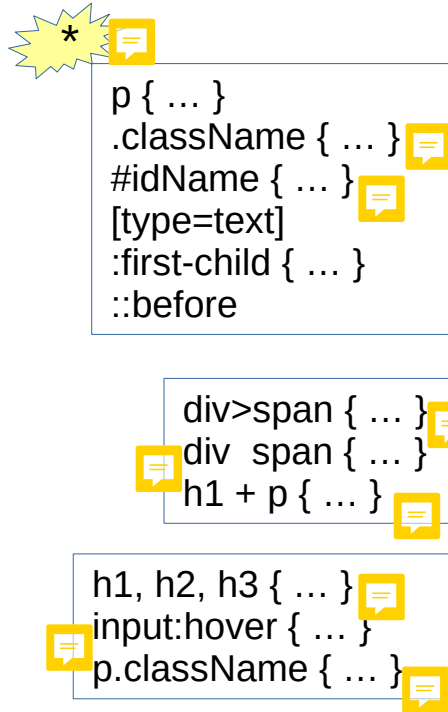 *
p { … }
.className { … }
#idName { … }
[type=text]
:first-child { … }
::before
div>span { … }
div  span { … }
h1 + p { … }
h1, h2, h3 { … }
input:hover { … }
p.className { … }